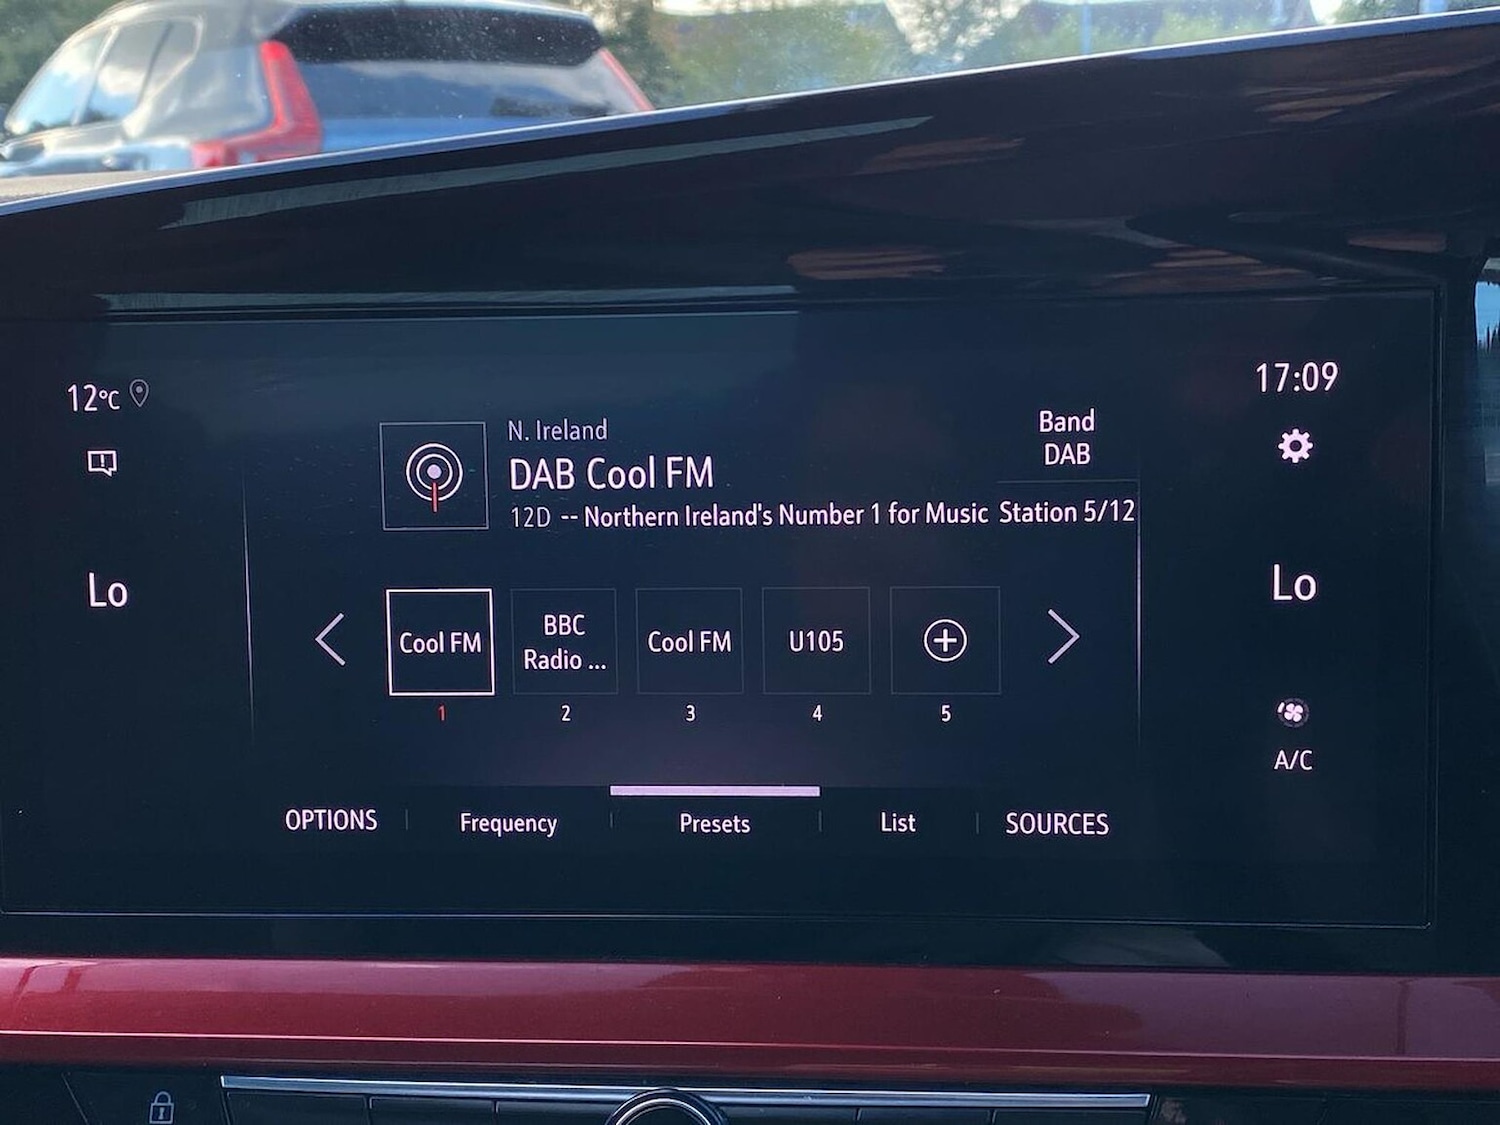 12°C
17:09
N. Ireland
DAB Cool FM
12D -- Northern Ireland's Number 1 for Music
Band
DAB
Station 5/12
Lo
Lo
Cool FM
BBC
Radio ...
Cool FM
U105
1
2
3
4
5
A/C
OPTIONS
Frequency
Presets
List
SOURCES